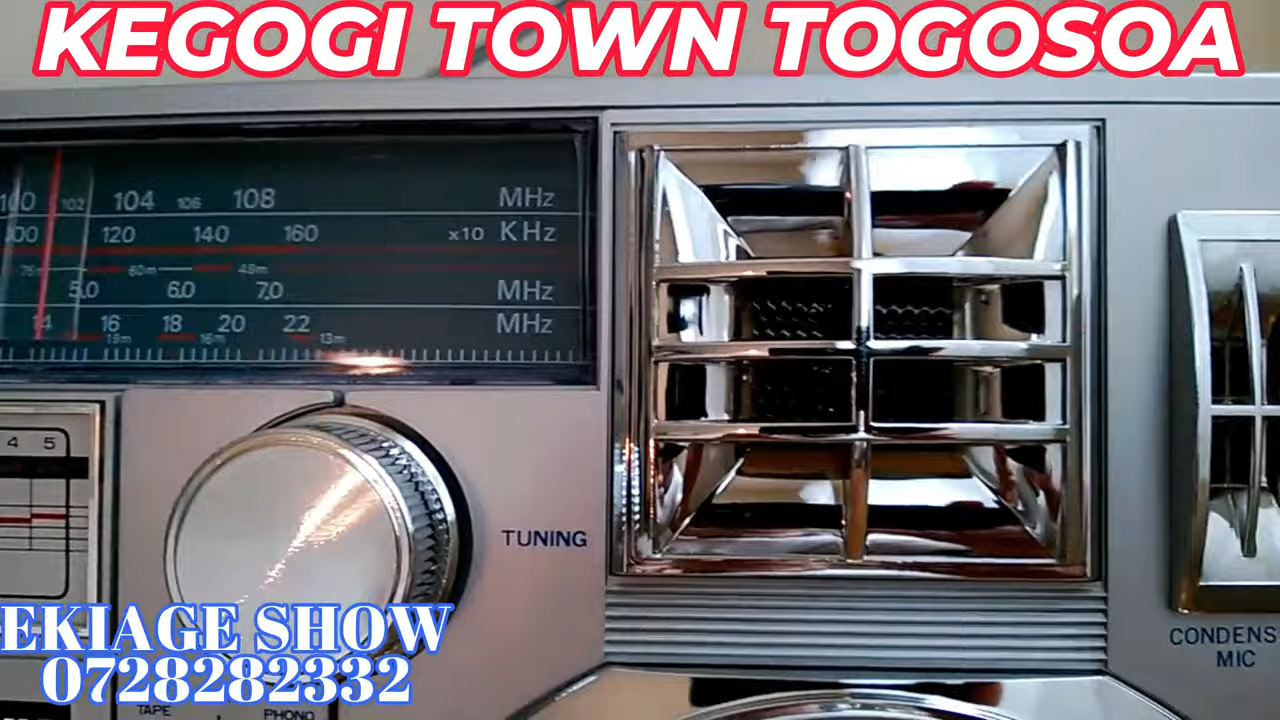 KEGOGI TOWN TOGOSOA
100 102 104 106 108 MHz
120 140 160 x10 KHz
75m 60m 49m
5.0 6.0 7.0 MHz
14 16 18 20 22 MHz
19m 16m 13m
4 5
TUNING
EKIAGE SHOW
0728282332
CONDENS
MIC
TAPE
PHONO